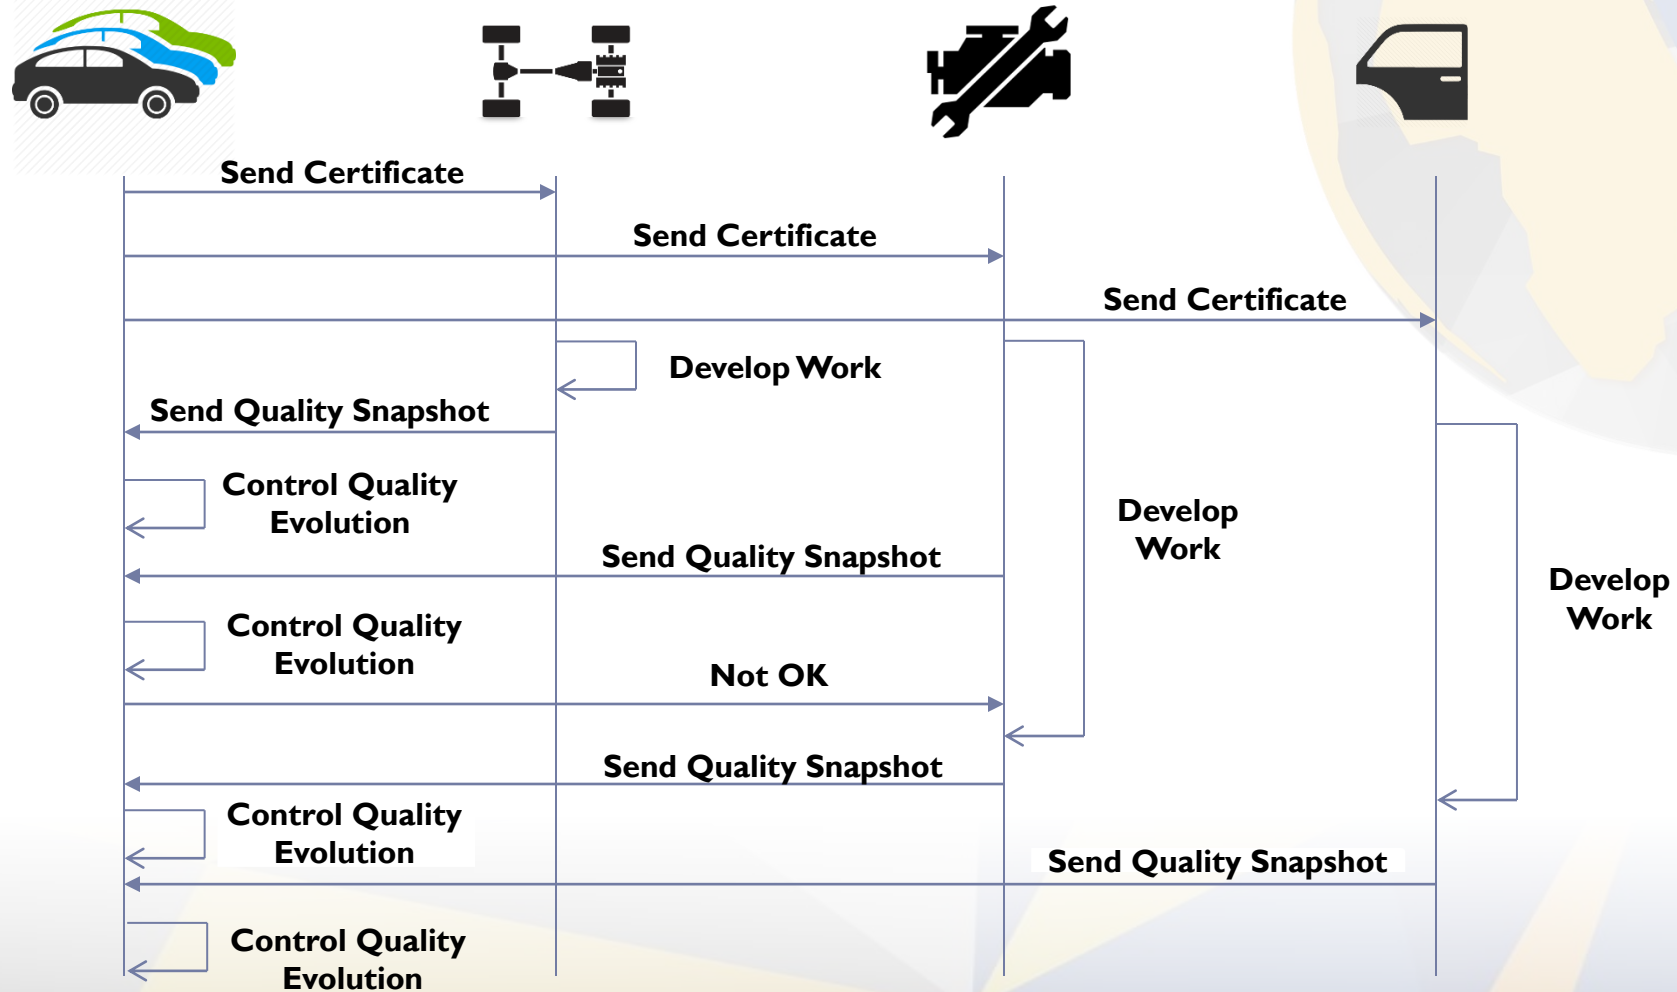 Send Certificate
Send Certificate
Send Certificate
Develop Work
Send Quality Snapshot
Control Quality
Evolution
Develop
Work
Send Quality Snapshot
Develop
Work
Control Quality
Evolution
Not OK
Send Quality Snapshot
Control Quality
Evolution
Send Quality Snapshot
Control Quality
Evolution